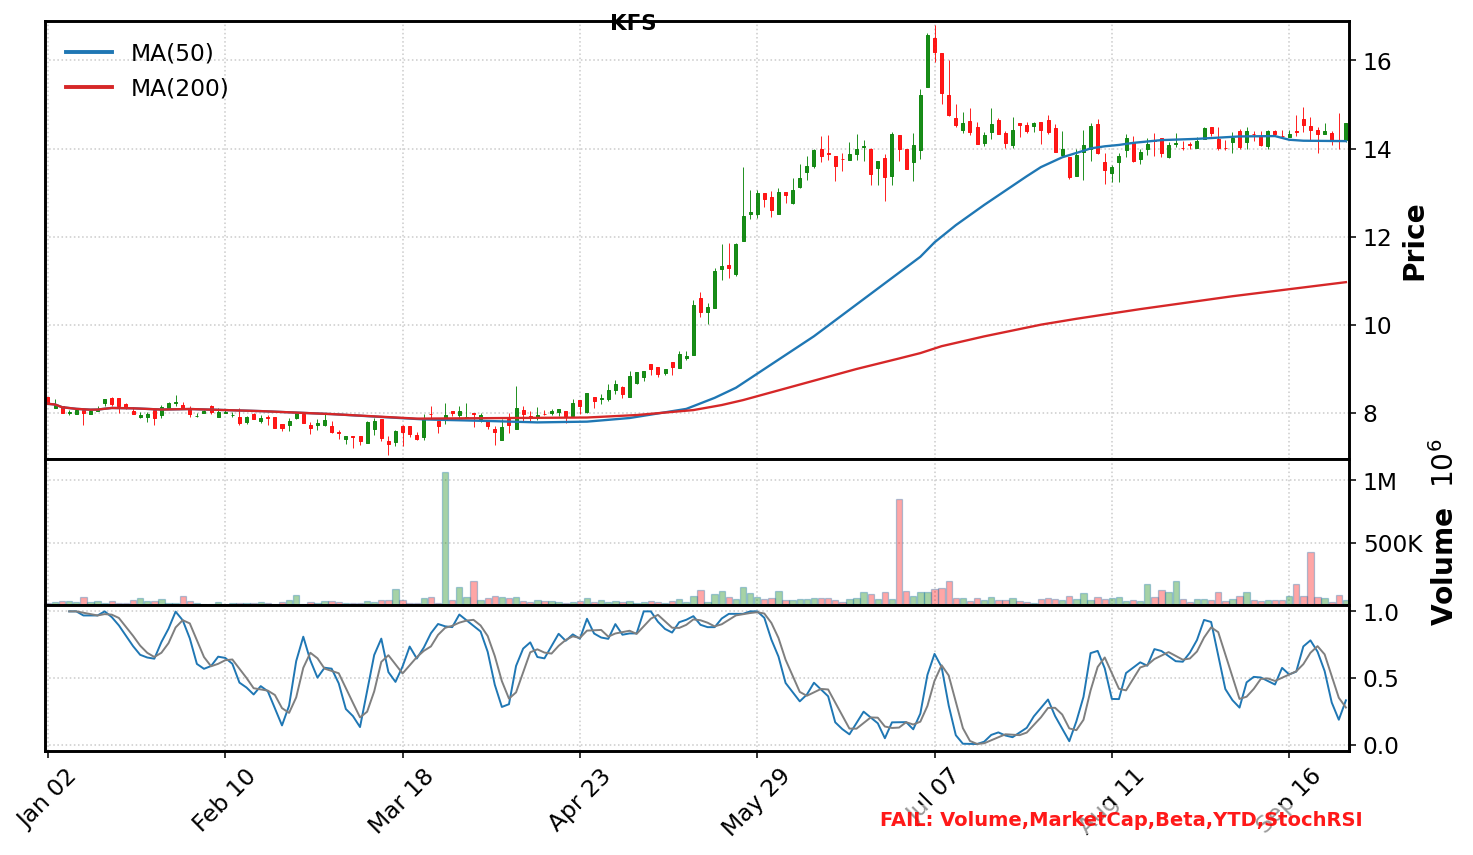 KFS
MA(50)
MA(200)
16
14
12
10
8
Price
1M
500K
Volume 10⁶
1.0
0.5
0.0
Jan 02
Feb 10
Mar 18
Apr 23
May 29
Jul 07
Aug 11
Sep 16
FAIL: Volume,MarketCap,Beta,YTD,StochRSI